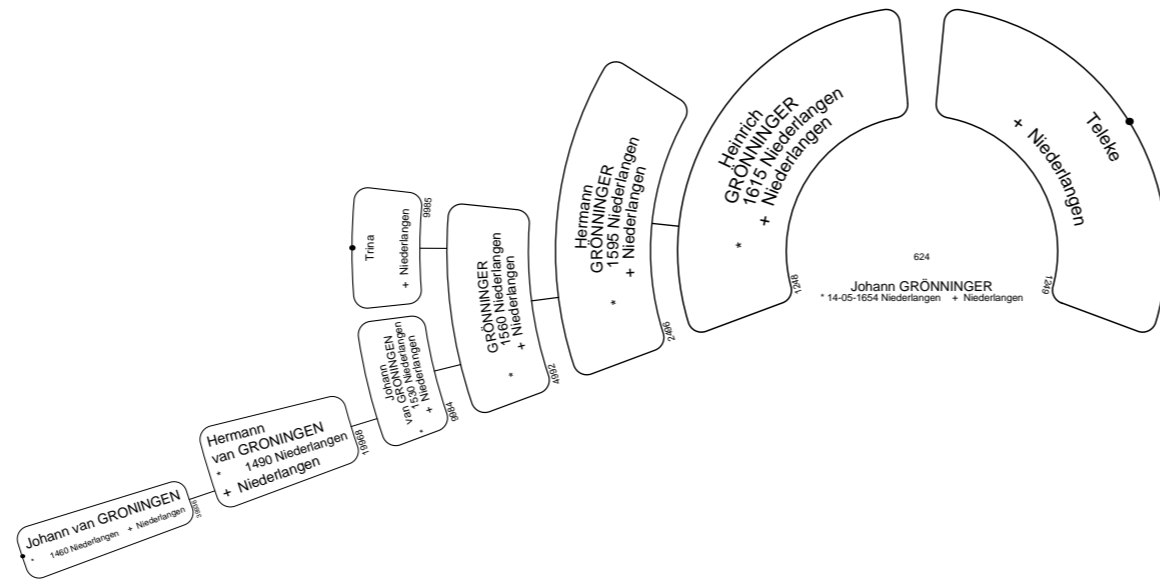 Johann van GRONINGEN
* 1460 Niederlangen + Niederlangen
Hermann
van GRONINGEN
* 1490 Niederlangen
+ Niederlangen
19968
Johann
van GRONINGEN
* 1530 Niederlangen
+ Niederlangen
9984
Trina
+ Niederlangen
9985
GRÖNNINGER
* 1560 Niederlangen
+ Niederlangen
4992
Hermann
GRÖNNINGER
* 1595 Niederlangen
+ Niederlangen
2496
Heinrich
GRÖNNINGER
* 1615 Niederlangen
+ Niederlangen
1248
Teleke
+ Niederlangen
1249
624
Johann GRÖNNINGER
* 14-05-1654 Niederlangen + Niederlangen